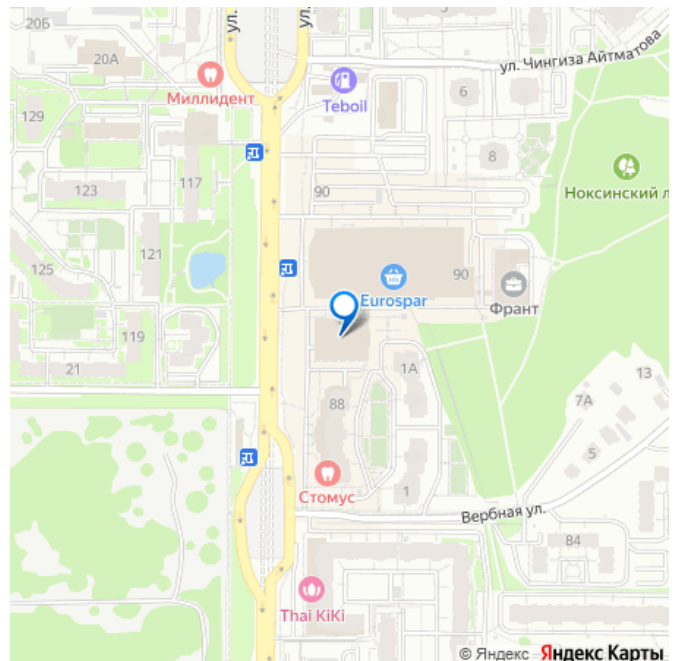 20Б
ул.
ул.
20А
ул. Чингиза Айтматова
Миллидент
Teboil
6
129
8
123
117
90
Ноксинский л
121
125
90
Eurospar
Франт
119
21
1А
13
88
7А
5
Стомус
1
Вербная ул.
84
Thai KiKi
© Яндекс Яндекс Карты